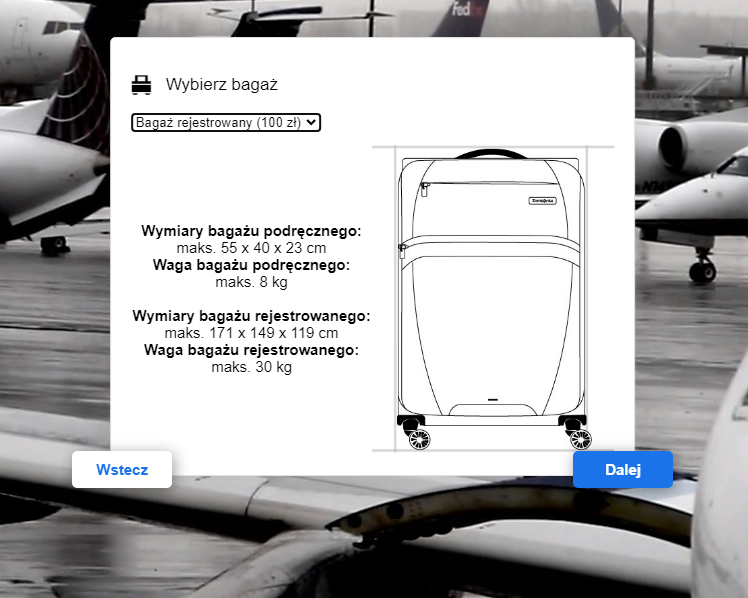 FedEx
Wybierz bagaż
Bagaż rejestrowany (100 zł)
Samsonite
Wymiary bagażu podręcznego:
maks. 55 x 40 x 23 cm
Waga bagażu podręcznego:
maks. 8 kg
Wymiary bagażu rejestrowanego:
maks. 171 x 149 x 119 cm
Waga bagażu rejestrowanego:
maks. 30 kg
Wstecz
Dalej